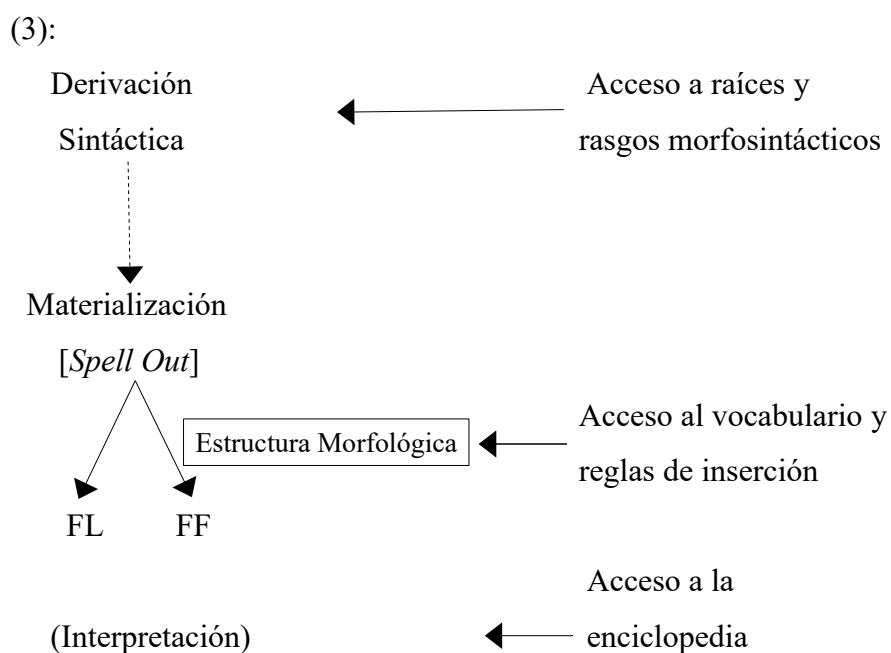 (3):
Derivación
Sintáctica
Acceso a raíces y
rasgos morfosintácticos
Materialización
[Spell Out]
Estructura Morfológica
Acceso al vocabulario y
reglas de inserción
FL FF
Acceso a la
enciclopedia
(Interpretación)